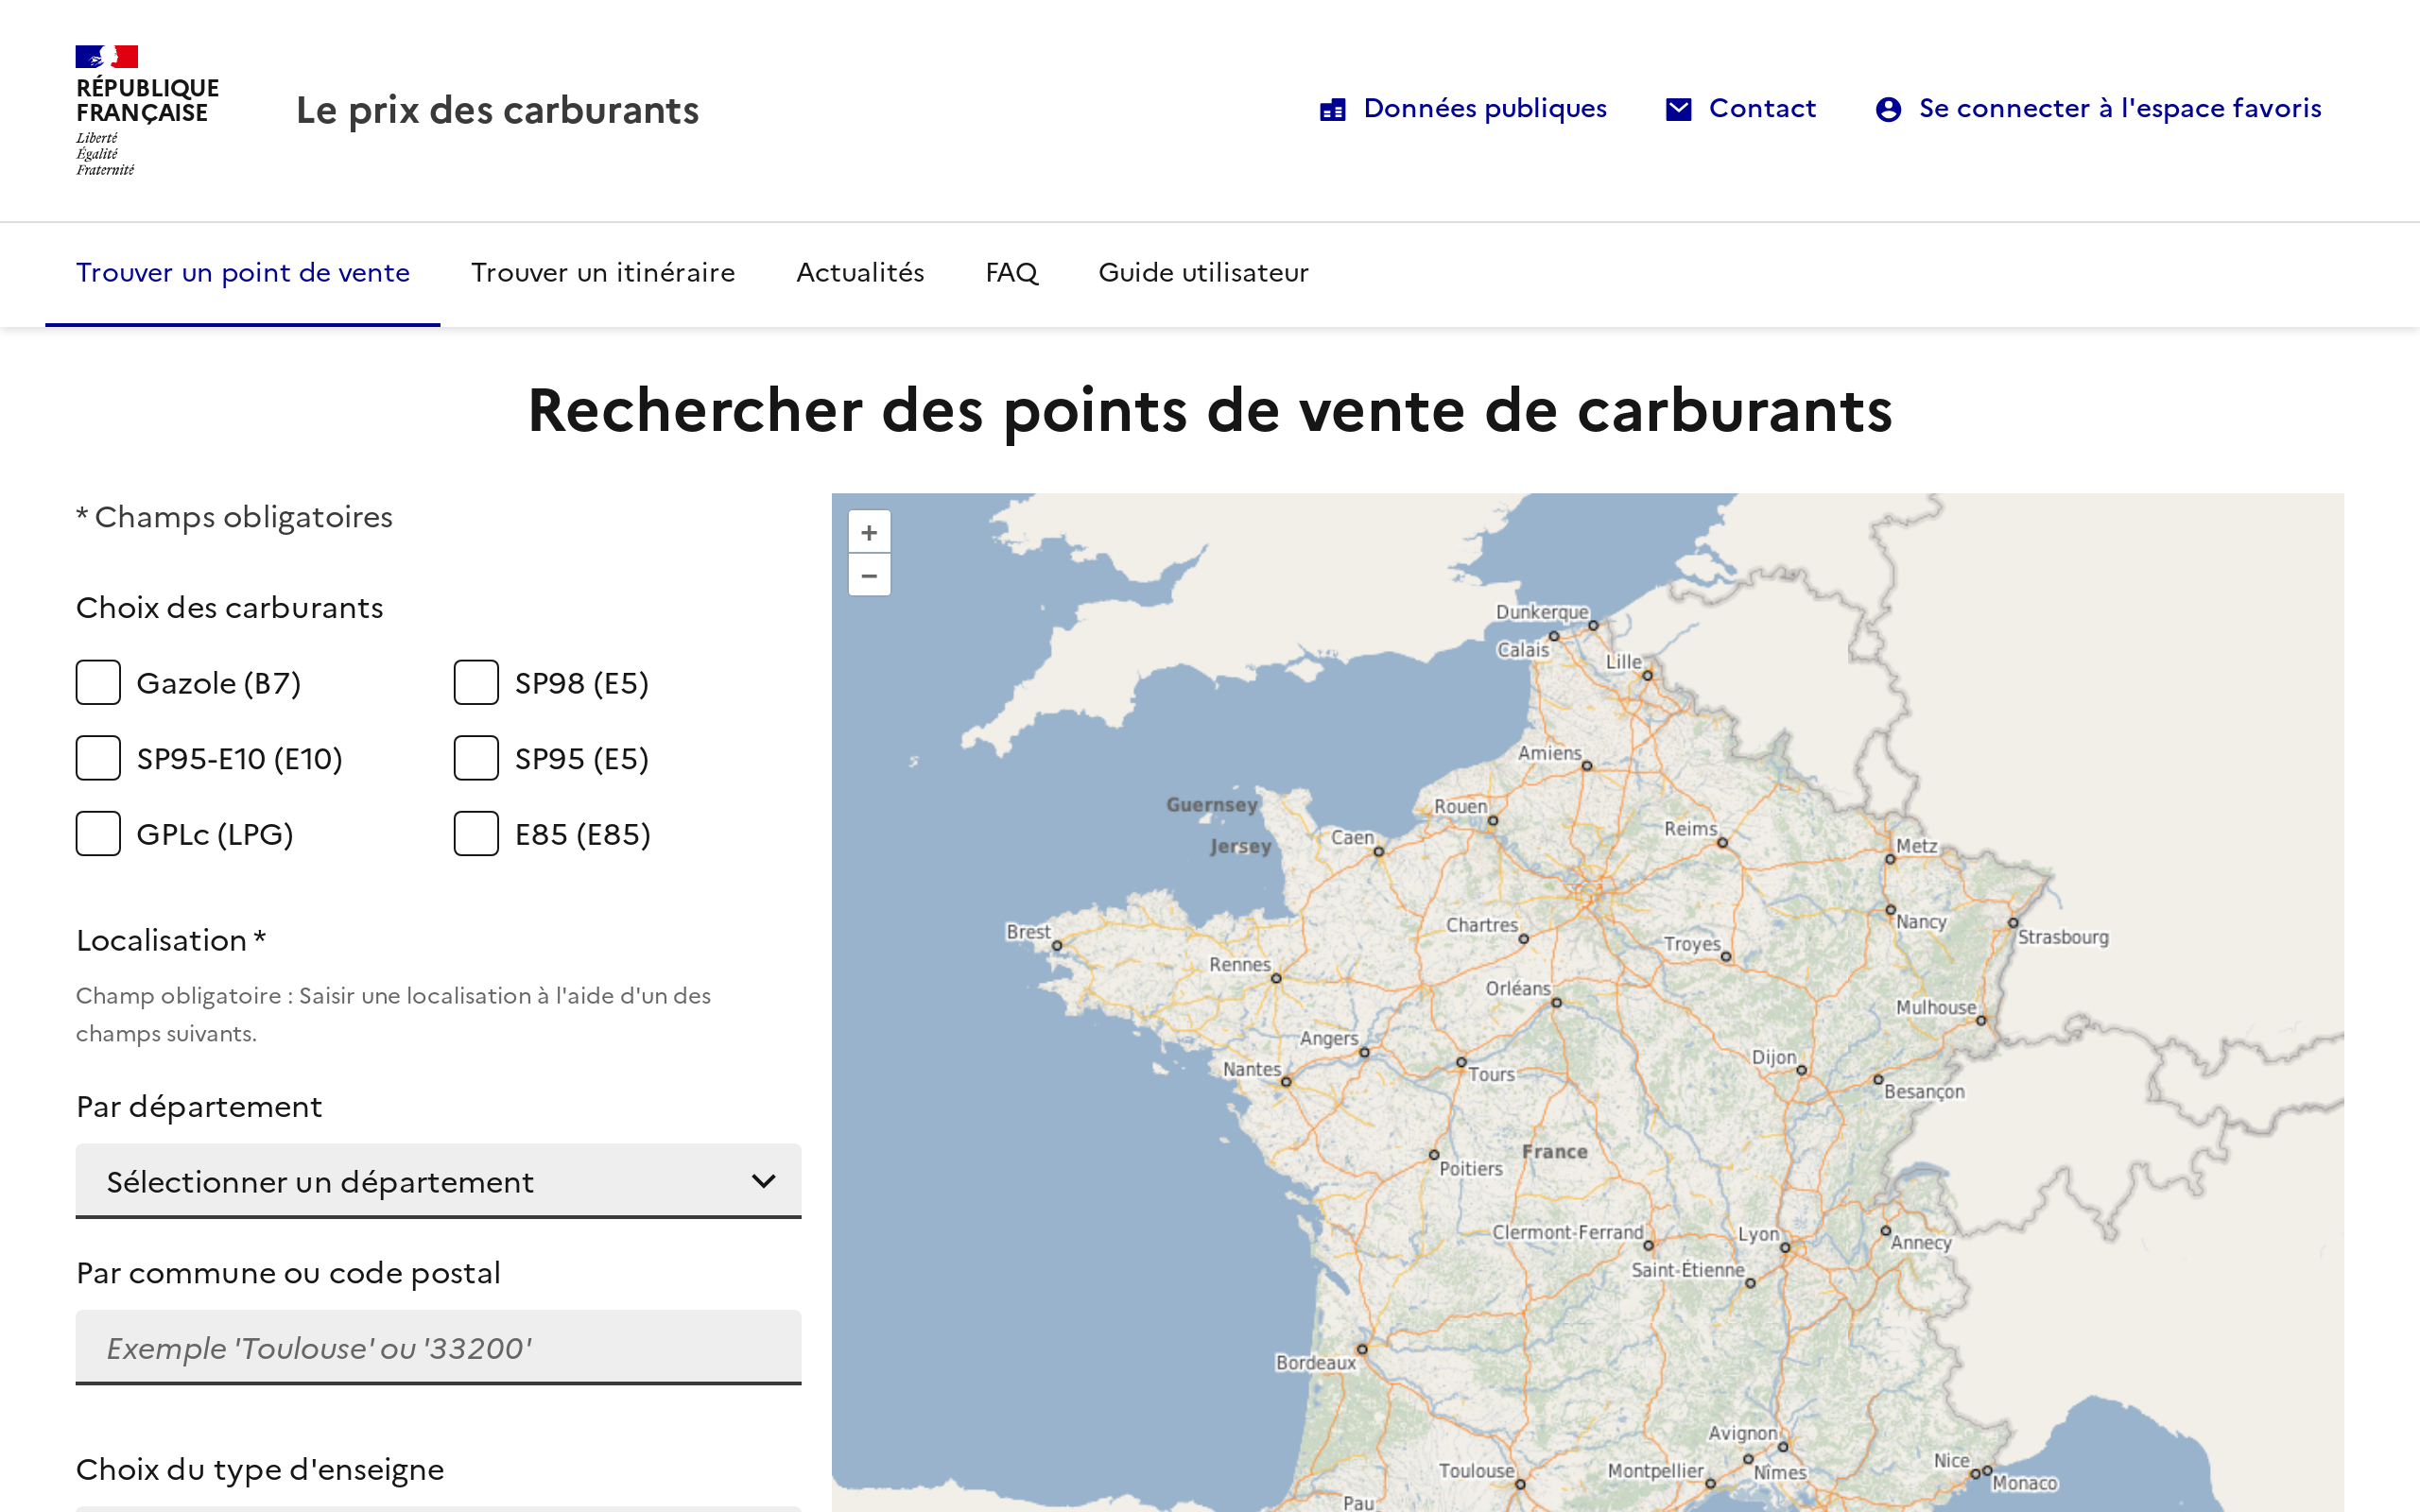 RÉPUBLIQUE
FRANÇAISE
Liberté
Égalité
Fraternité
Le prix des carburants
Données publiques
Contact
Se connecter à l'espace favoris
Trouver un point de vente
Trouver un itinéraire
Actualités
FAQ
Guide utilisateur
Rechercher des points de vente de carburants
* Champs obligatoires
Choix des carburants
Gazole (B7)
SP98 (E5)
SP95-E10 (E10)
SP95 (E5)
GPLc (LPG)
E85 (E85)
Localisation *
Champ obligatoire : Saisir une localisation à l'aide d'un des
champs suivants.
Par département
Sélectionner un département
Par commune ou code postal
Exemple 'Toulouse' ou '33200'
Choix du type d'enseigne
+
−
Dunkerque
Calais
Lille
Amiens
Guernsey
Rouen
Jersey
Caen
Reims
Metz
Brest
Chartres
Nancy
Strasbourg
Troyes
Rennes
Orléans
Mulhouse
Angers
Dijon
Nantes
Tours
Besançon
France
Poitiers
Clermont-Ferrand
Lyon
Annecy
Saint-Étienne
Bordeaux
Avignon
Toulouse
Montpellier
Nîmes
Nice
Monaco
Pau